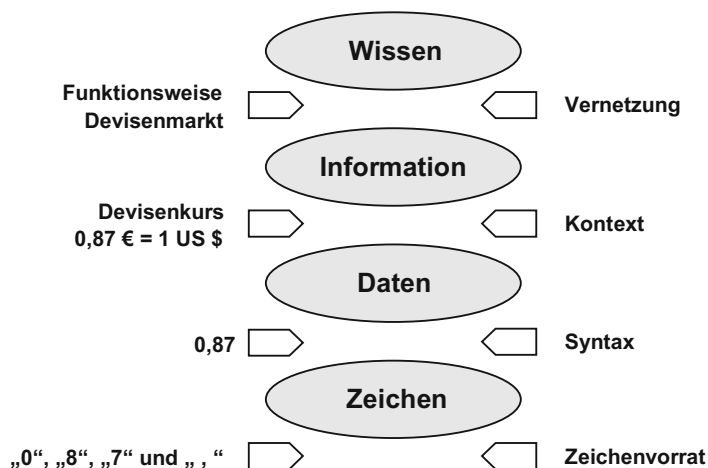 Wissen
Funktionsweise
Devisenmarkt
Vernetzung
Information
Devisenkurs
0,87 € = 1 US $
Kontext
Daten
0,87
Syntax
Zeichen
„0“, „8“, „7“ und „ , “
Zeichenvorrat